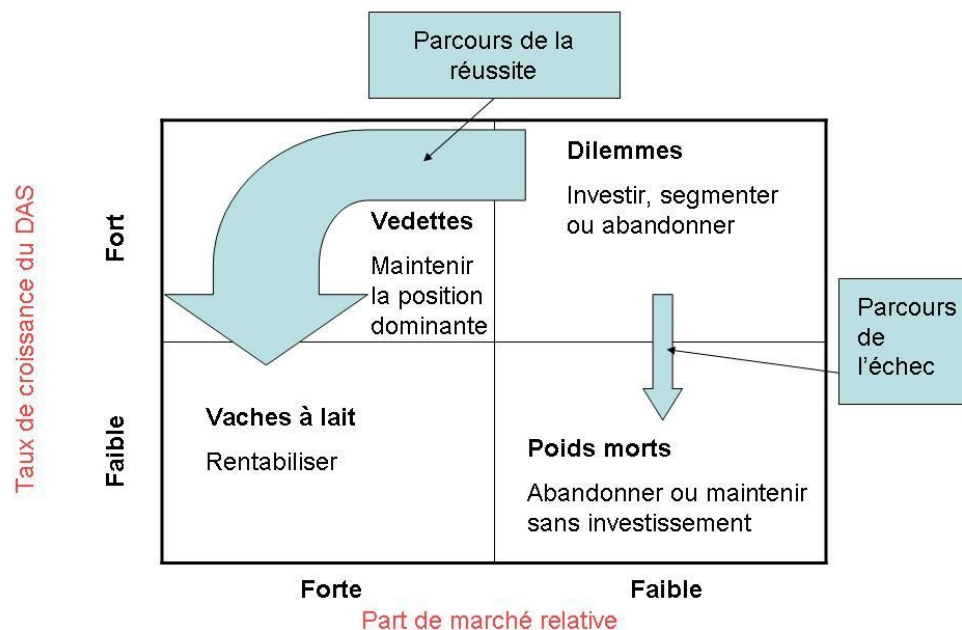 Parcours de la
réussite
Taux de croissance du DAS
Fort
Faible
Dilemmes
Investir, segmenter
ou abandonner
Vedettes
Maintenir
la position
dominante
Parcours
de
l’échec
Vaches à lait
Rentabiliser
Poids morts
Abandonner ou maintenir
sans investissement
Forte
Faible
Part de marché relative